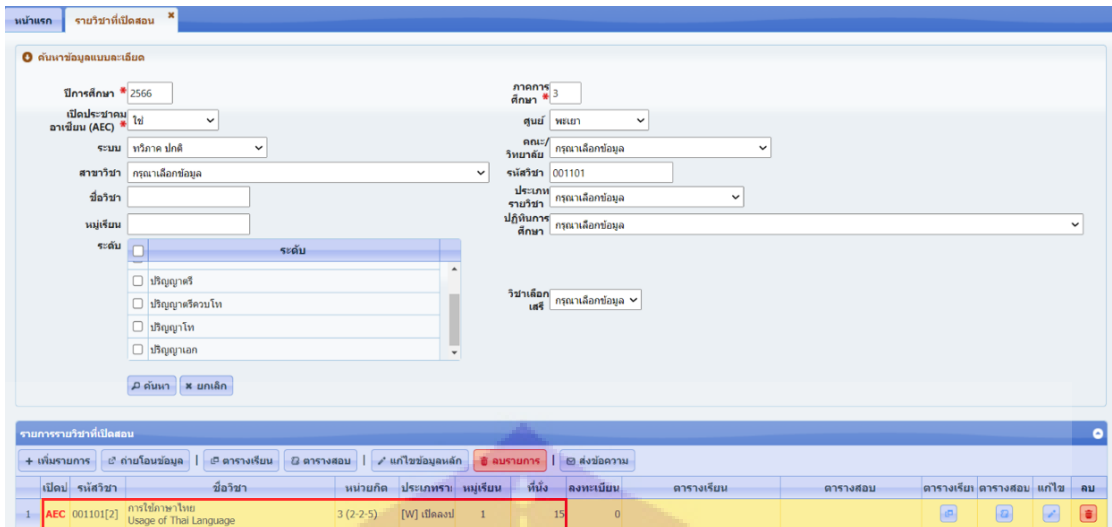 หน้าแรก รายวิชาที่เปิดสอน
ค้นหาข้อมูลแบบละเอียด
ปีการศึกษา * 2566 ภาคการศึกษา * 3
เปิดประชาคมอาเซียน (AEC) * ใช่ ศูนย์ พะเยา
ระบบ ทวิภาค ปกติ คณะ/วิทยาลัย กรุณาเลือกข้อมูล
สาขาวิชา กรุณาเลือกข้อมูล รหัสวิชา 001101
ชื่อวิชา ประเภทรายวิชา กรุณาเลือกข้อมูล
หมู่เรียน ปฏิทินการศึกษา กรุณาเลือกข้อมูล
ระดับ ระดับ
ปริญญาตรี
ปริญญาตรีควบโท วิชาเลือกเสรี กรุณาเลือกข้อมูล
ปริญญาโท
ปริญญาเอก
ค้นหา ยกเลิก
รายการรายวิชาที่เปิดสอน
+ เพิ่มรายการ ถ่ายโอนข้อมูล | ตารางเรียน ตารางสอบ | แก้ไขข้อมูลหลัก ลบรายการ | ส่งข้อความ
เปิดป รหัสวิชา ชื่อวิชา หน่วยกิต ประเภทรา หมู่เรียน ที่นั่ง ลงทะเบียน ตารางเรียน ตารางสอบ ตารางเรียน ตารางสอบ แก้ไข ลบ
1 AEC 001101[2] การใช้ภาษาไทย 3 (2-2-5) [W] เปิดลงป 1 15 0
Usage of Thai Language